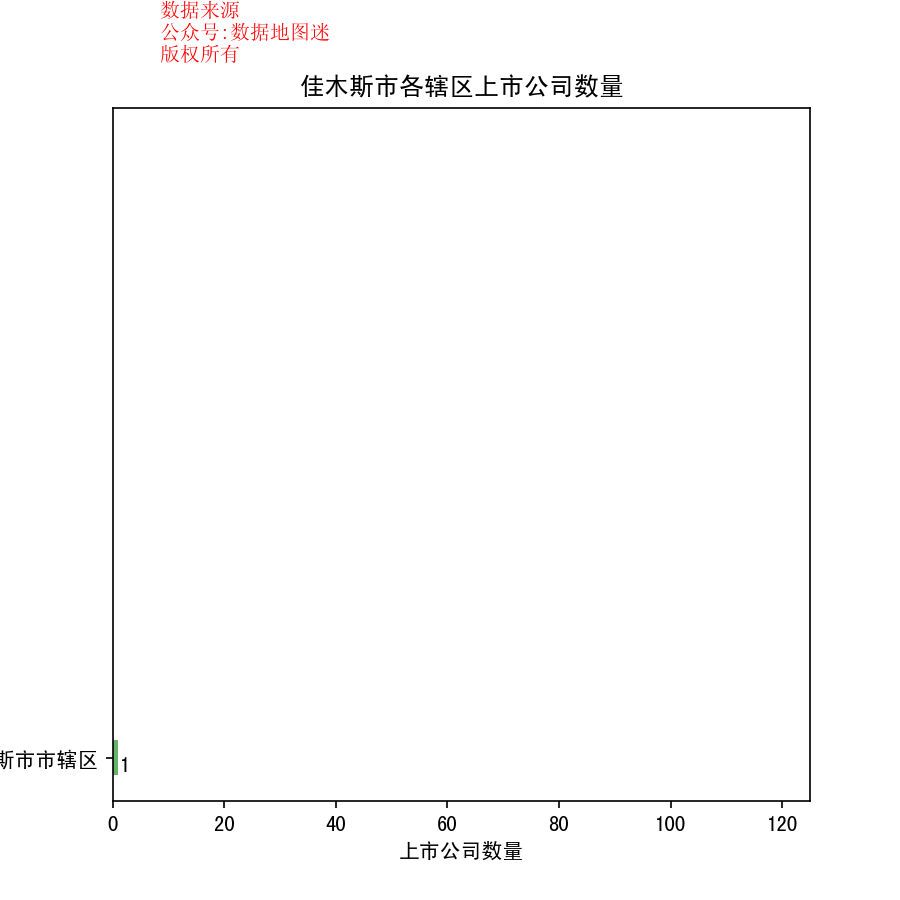 数据来源
公众号:数据地图迷
版权所有
佳木斯市各辖区上市公司数量
斯市市辖区
1
0 20 40 60 80 100 120
上市公司数量